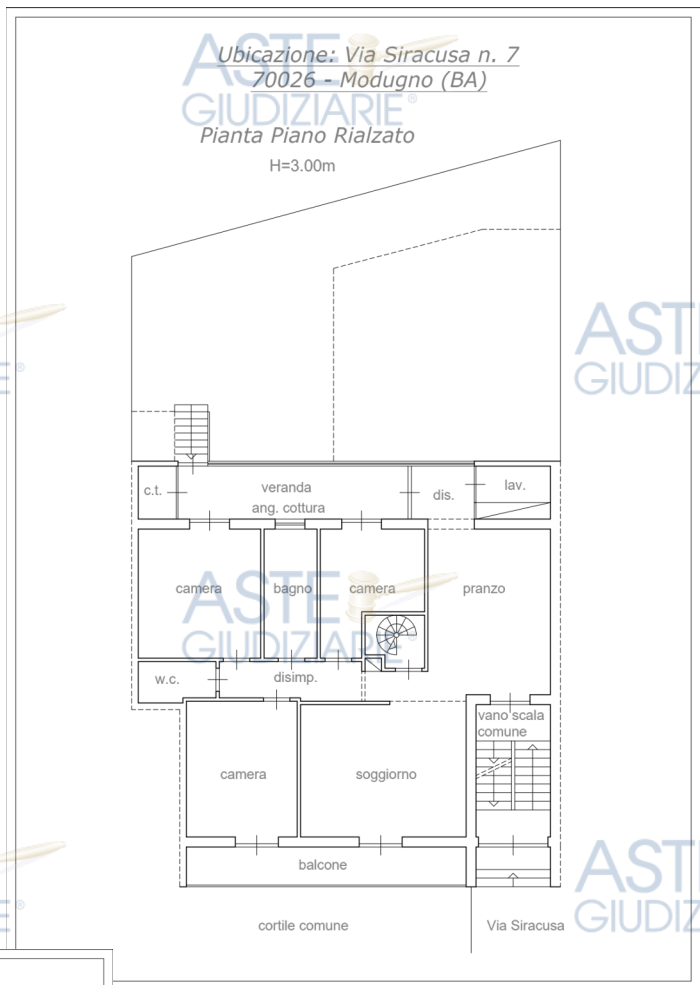 Ubicazione: Via Siracusa n. 7
70026 - Modugno (BA)
Pianta Piano Rialzato
H=3.00m
ASTE
GIUDIZIARIE®
c.t.
veranda
ang. cottura
dis.
lav.
camera
bagno
camera
pranzo
ASTE
GIUDIZIARIE
w.c.
disimp.
vano scala
comune
camera
soggiorno
balcone
cortile comune
Via Siracusa
E®
AST
GIUDIZ
E®
AST
GIUDIZ